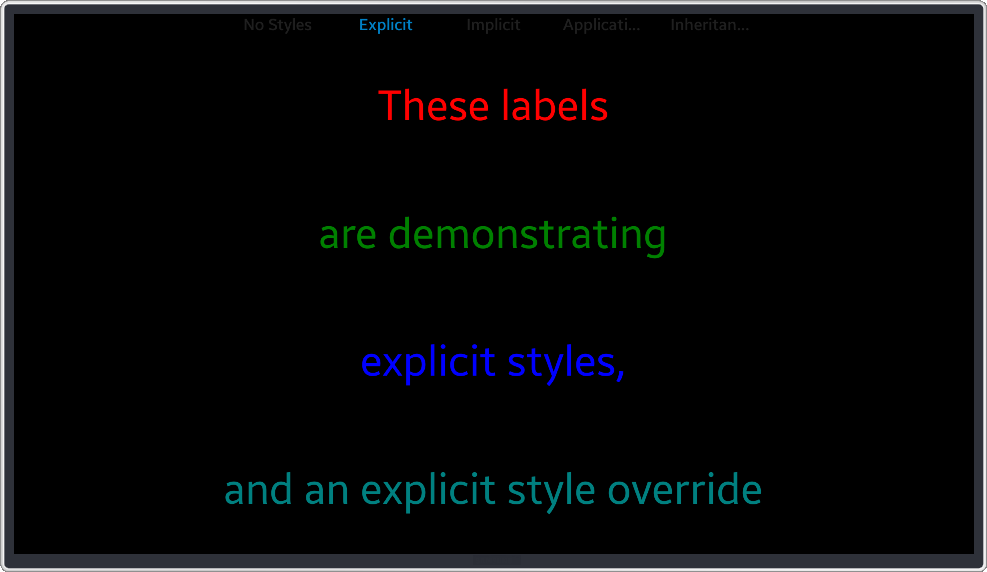 No Styles Explicit Implicit Applicati... Inheritan...
These labels
are demonstrating
explicit styles,
and an explicit style override